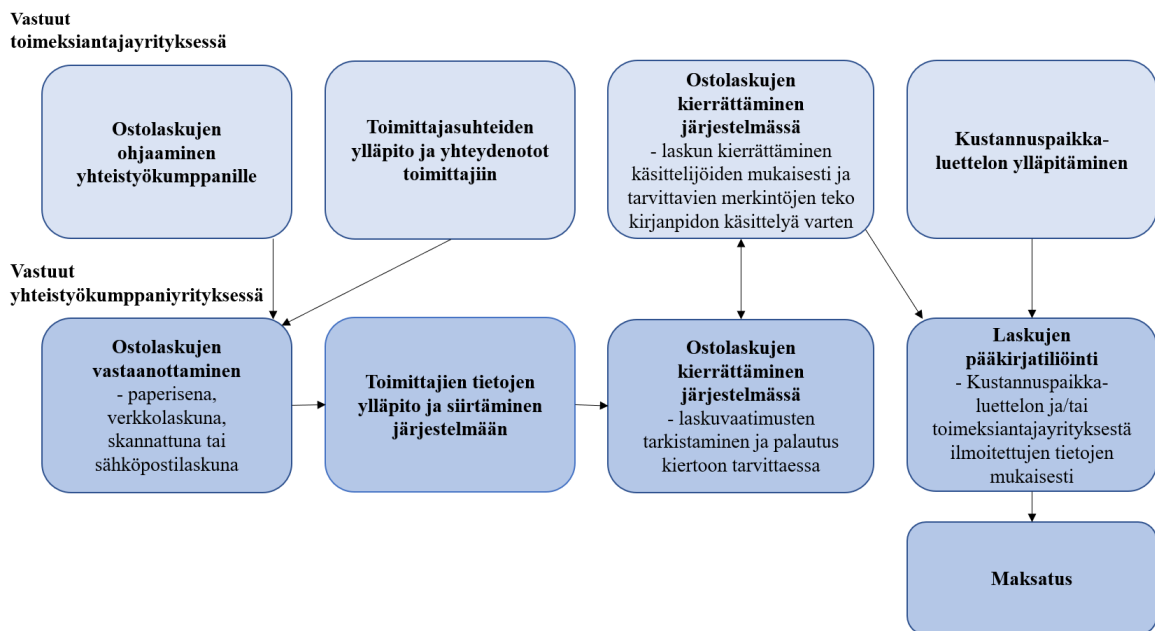 Vastuut
toimeksiantajayrityksessä
Ostolaskujen
ohjaaminen
yhteistyökumppanille
Toimittajasuhteiden
ylläpito ja yhteydenotot
toimittajiin
Ostolaskujen
kierrättäminen
järjestelmässä
- laskun kierrättäminen
käsittelijöiden mukaisesti ja
tarvittavien merkintöjen teko
kirjanpidon käsittelyä varten
Kustannuspaikka-
luettelon ylläpitäminen
Vastuut
yhteistyökumppaniyrityksessä
Ostolaskujen
vastaanottaminen
- paperisena,
verkkolaskuna,
skannattuna tai
sähköpostilaskuna
Toimittajien tietojen
ylläpito ja siirtäminen
järjestelmään
Ostolaskujen
kierrättäminen
järjestelmässä
- laskuvaatimusten
tarkistaminen ja palautus
kiertoon tarvittaessa
Laskujen
pääkirjatiliöinti
- Kustannuspaikka-
luettelon ja/tai
toimeksiantajayrityksestä
ilmoitettujen tietojen
mukaisesti
Maksatus